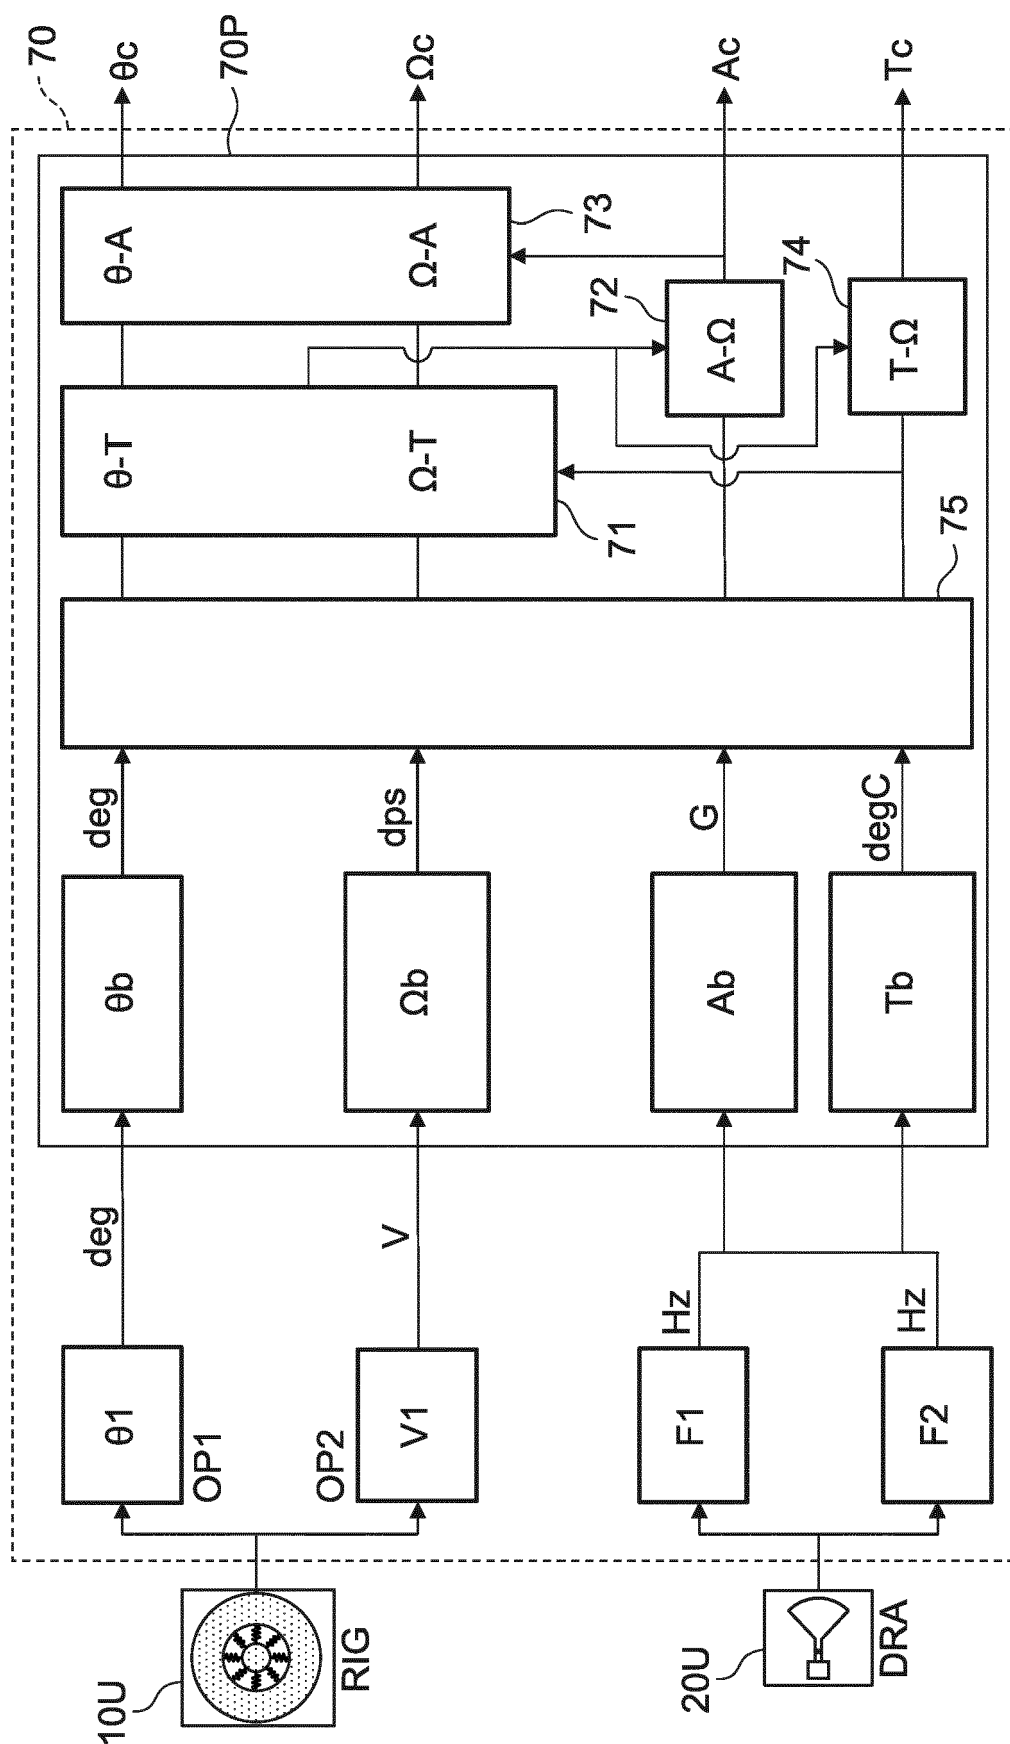 10U
RIG
20U
DRA
θ1
OP1
OP2
V1
F1
F2
deg
V
Hz
Hz
θb
Ωb
Ab
Tb
deg
dps
G
degC
75
θ-T
Ω-T
71
θ-A
Ω-A
73
A-Ω
72
T-Ω
74
70P
70
θc
Ωc
Ac
Tc